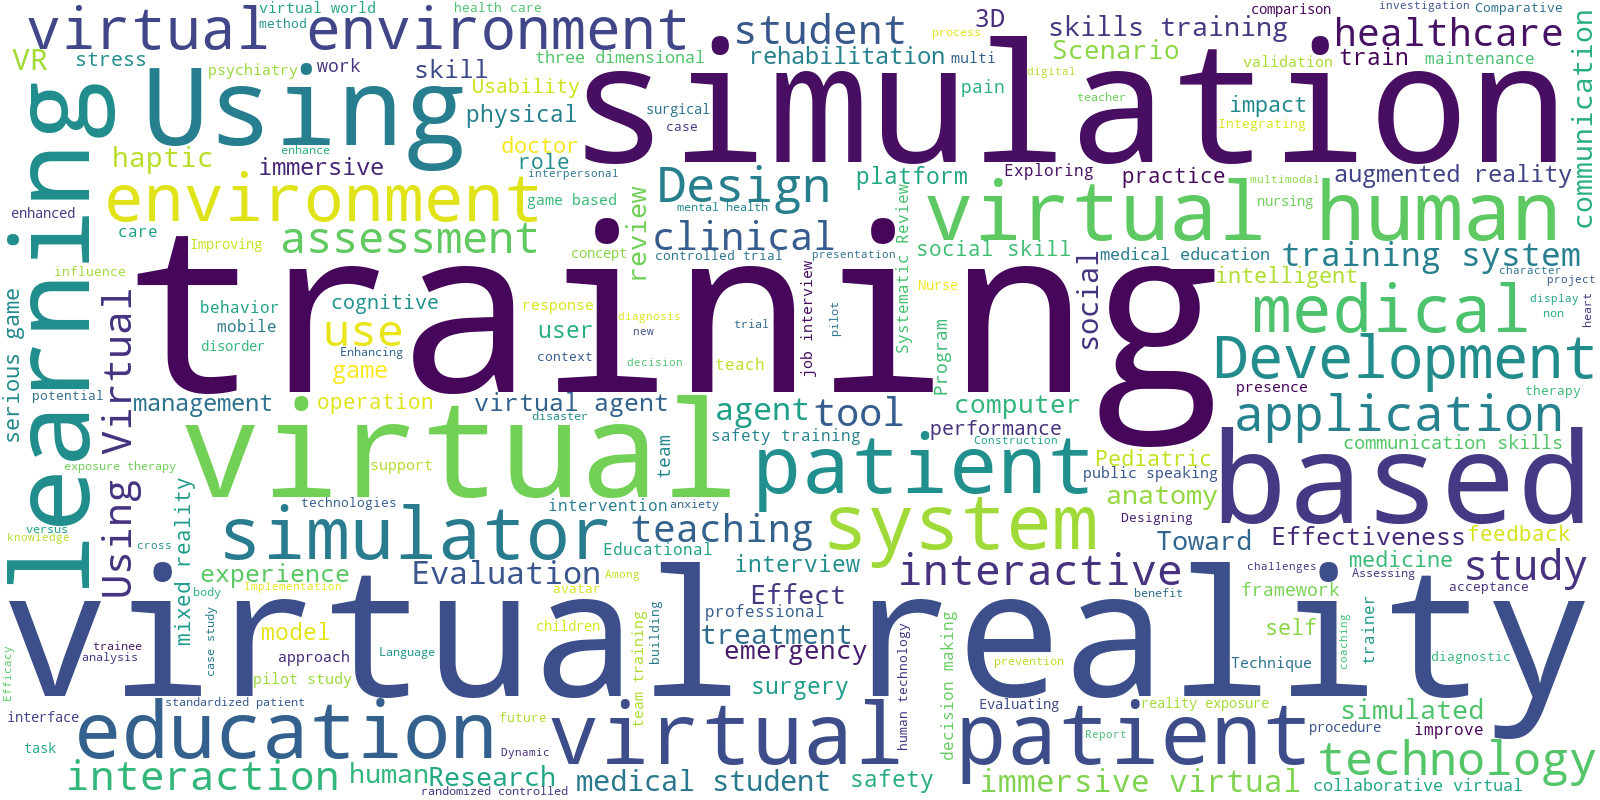 virtual world
health care
method
virtual environment
student
3D
process
comparison
skills training
investigation
Comparative
healthcare
communication
VR
stress
psychiatry
work
skill
three dimensional
rehabilitation
multi
Scenario
validation
train
maintenance
Using
Usability
simulation
digital
pain
teacher
learning
physical
surgical
case
impact
Integrating
haptic
enhance
immersive
doctor
role
interpersonal
Exploring
practice
platform
multimodal
augmented reality
enhanced
environment
game based
Design
mental health
review
Systematic Review
virtual human
nursing
care
Improving
assessment
clinical
controlled trial
presentation
concept
social skill
medical education
social
training system
character
project
influence
intelligent
training
behavior
cognitive
response
diagnosis
Nurse
job interview
pilot
medical
display
non
heart
mobile
use
user
new
trial
serious game
Using Virtual
disorder
Enhancing
context
decision
teach
game
Program
Development
potential
management
operation
virtual agent
disaster
agent
tool
computer
performance
presence
therapy
application
virtual
safety training
Construction
communication skills
exposure therapy
support
team
patient
Pediatric
public speaking
based
mixed reality
technologies
intervention
anxiety
anatomy
versus
knowledge
cross
simulator
teaching
system
Designing
Toward
Effectiveness
feedback
Educational
experience
Evaluation
Among
interview
interactive
medicine
study
challenges
Assessing
body
Implementation
avatar
Effect
benefit
framework
acceptance
virtual reality
children
building
professional
model
team training
treatment
emergency
human technology
decision making
self
coaching
trainer
trainee
analysis
case study
approach
Language
prevention
Technique
diagnostic
Efficacy
pilot study
surgery
standardized patient
Evaluating
reality exposure
simulated
interface
education
future
virtual patient
procedure
improve
task
Dynamic
Report
technology
interaction
human
Research
medical student
safety
immersive virtual
collaborative virtual
randomized controlled